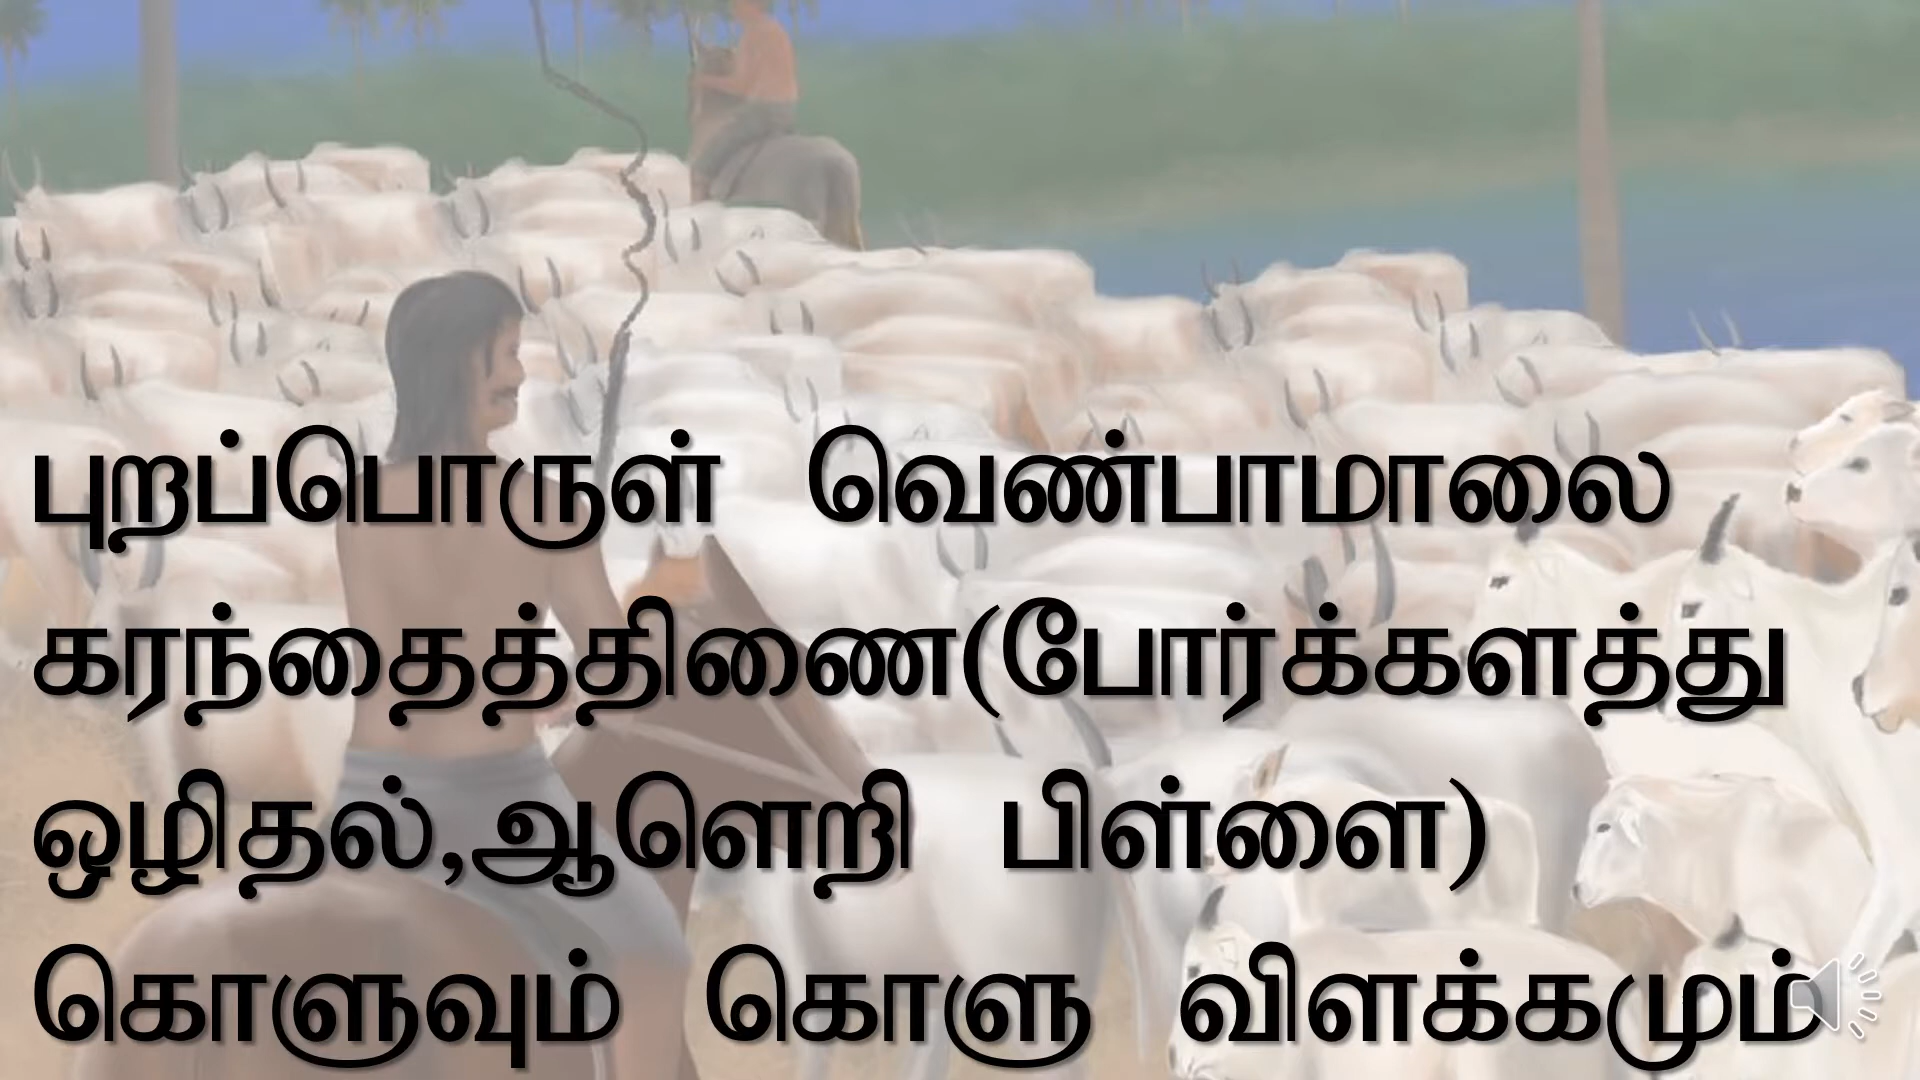 புறப்பொருள் வெண்பாமாலை
கரந்தைத்திணை(போர்க்களத்து
ஒழிதல்,ஆளெறி பிள்ளை)
கொளுவும் கொளு விளக்கமும்